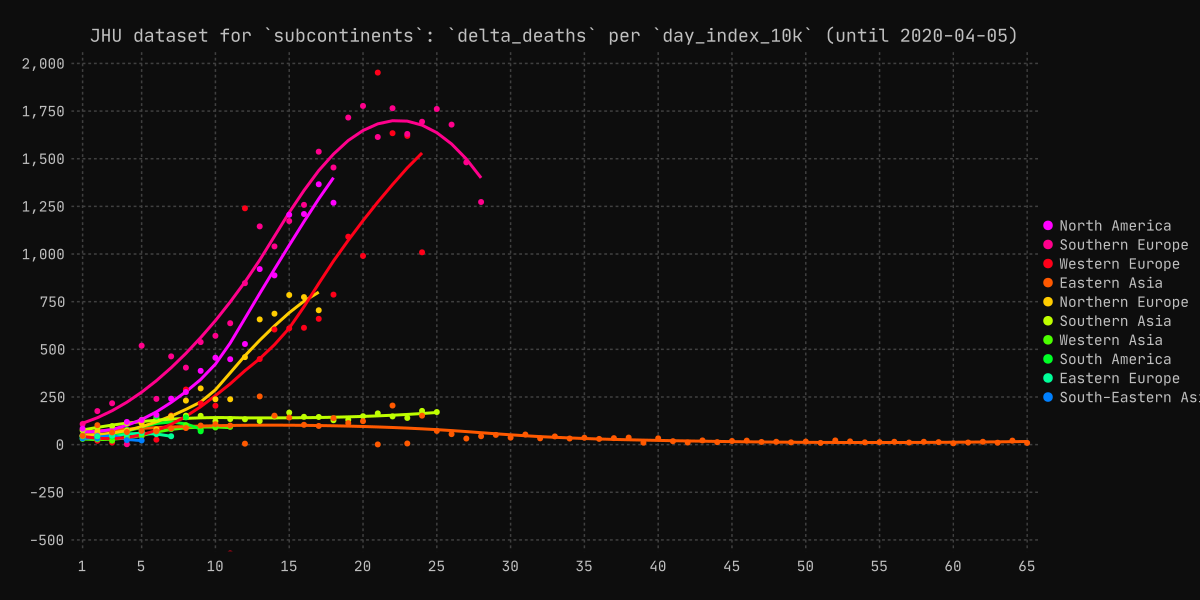 JHU dataset for `subcontinents`: `delta_deaths` per `day_index_10k` (until 2020-04-05)
2,000
1,750
1,500
1,250
1,000
750
500
250
0
-250
-500
1 5 10 15 20 25 30 35 40 45 50 55 60 65
North America
Southern Europe
Western Europe
Eastern Asia
Northern Europe
Southern Asia
Western Asia
South America
Eastern Europe
South-Eastern Asi